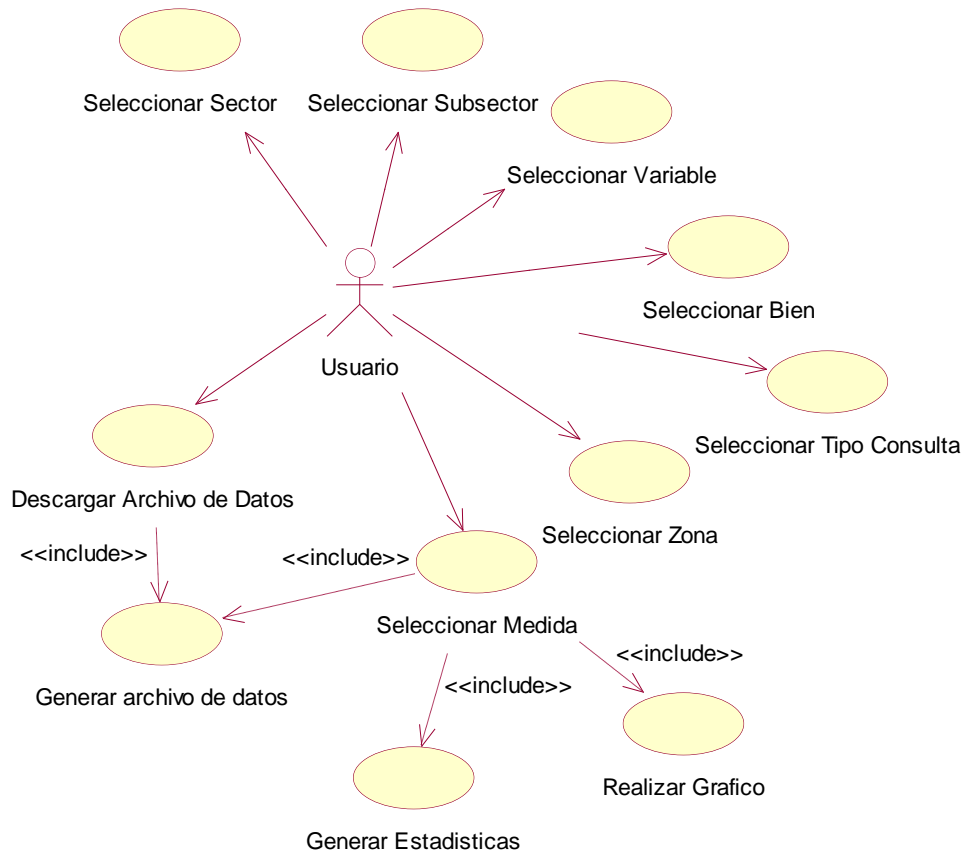 Seleccionar Sector
Seleccionar Subsector
Seleccionar Variable
Seleccionar Bien
Usuario
Seleccionar Tipo Consulta
Descargar Archivo de Datos
Seleccionar Zona
<<include>>
<<include>>
Seleccionar Medida
<<include>>
<<include>>
Generar archivo de datos
Realizar Grafico
Generar Estadisticas